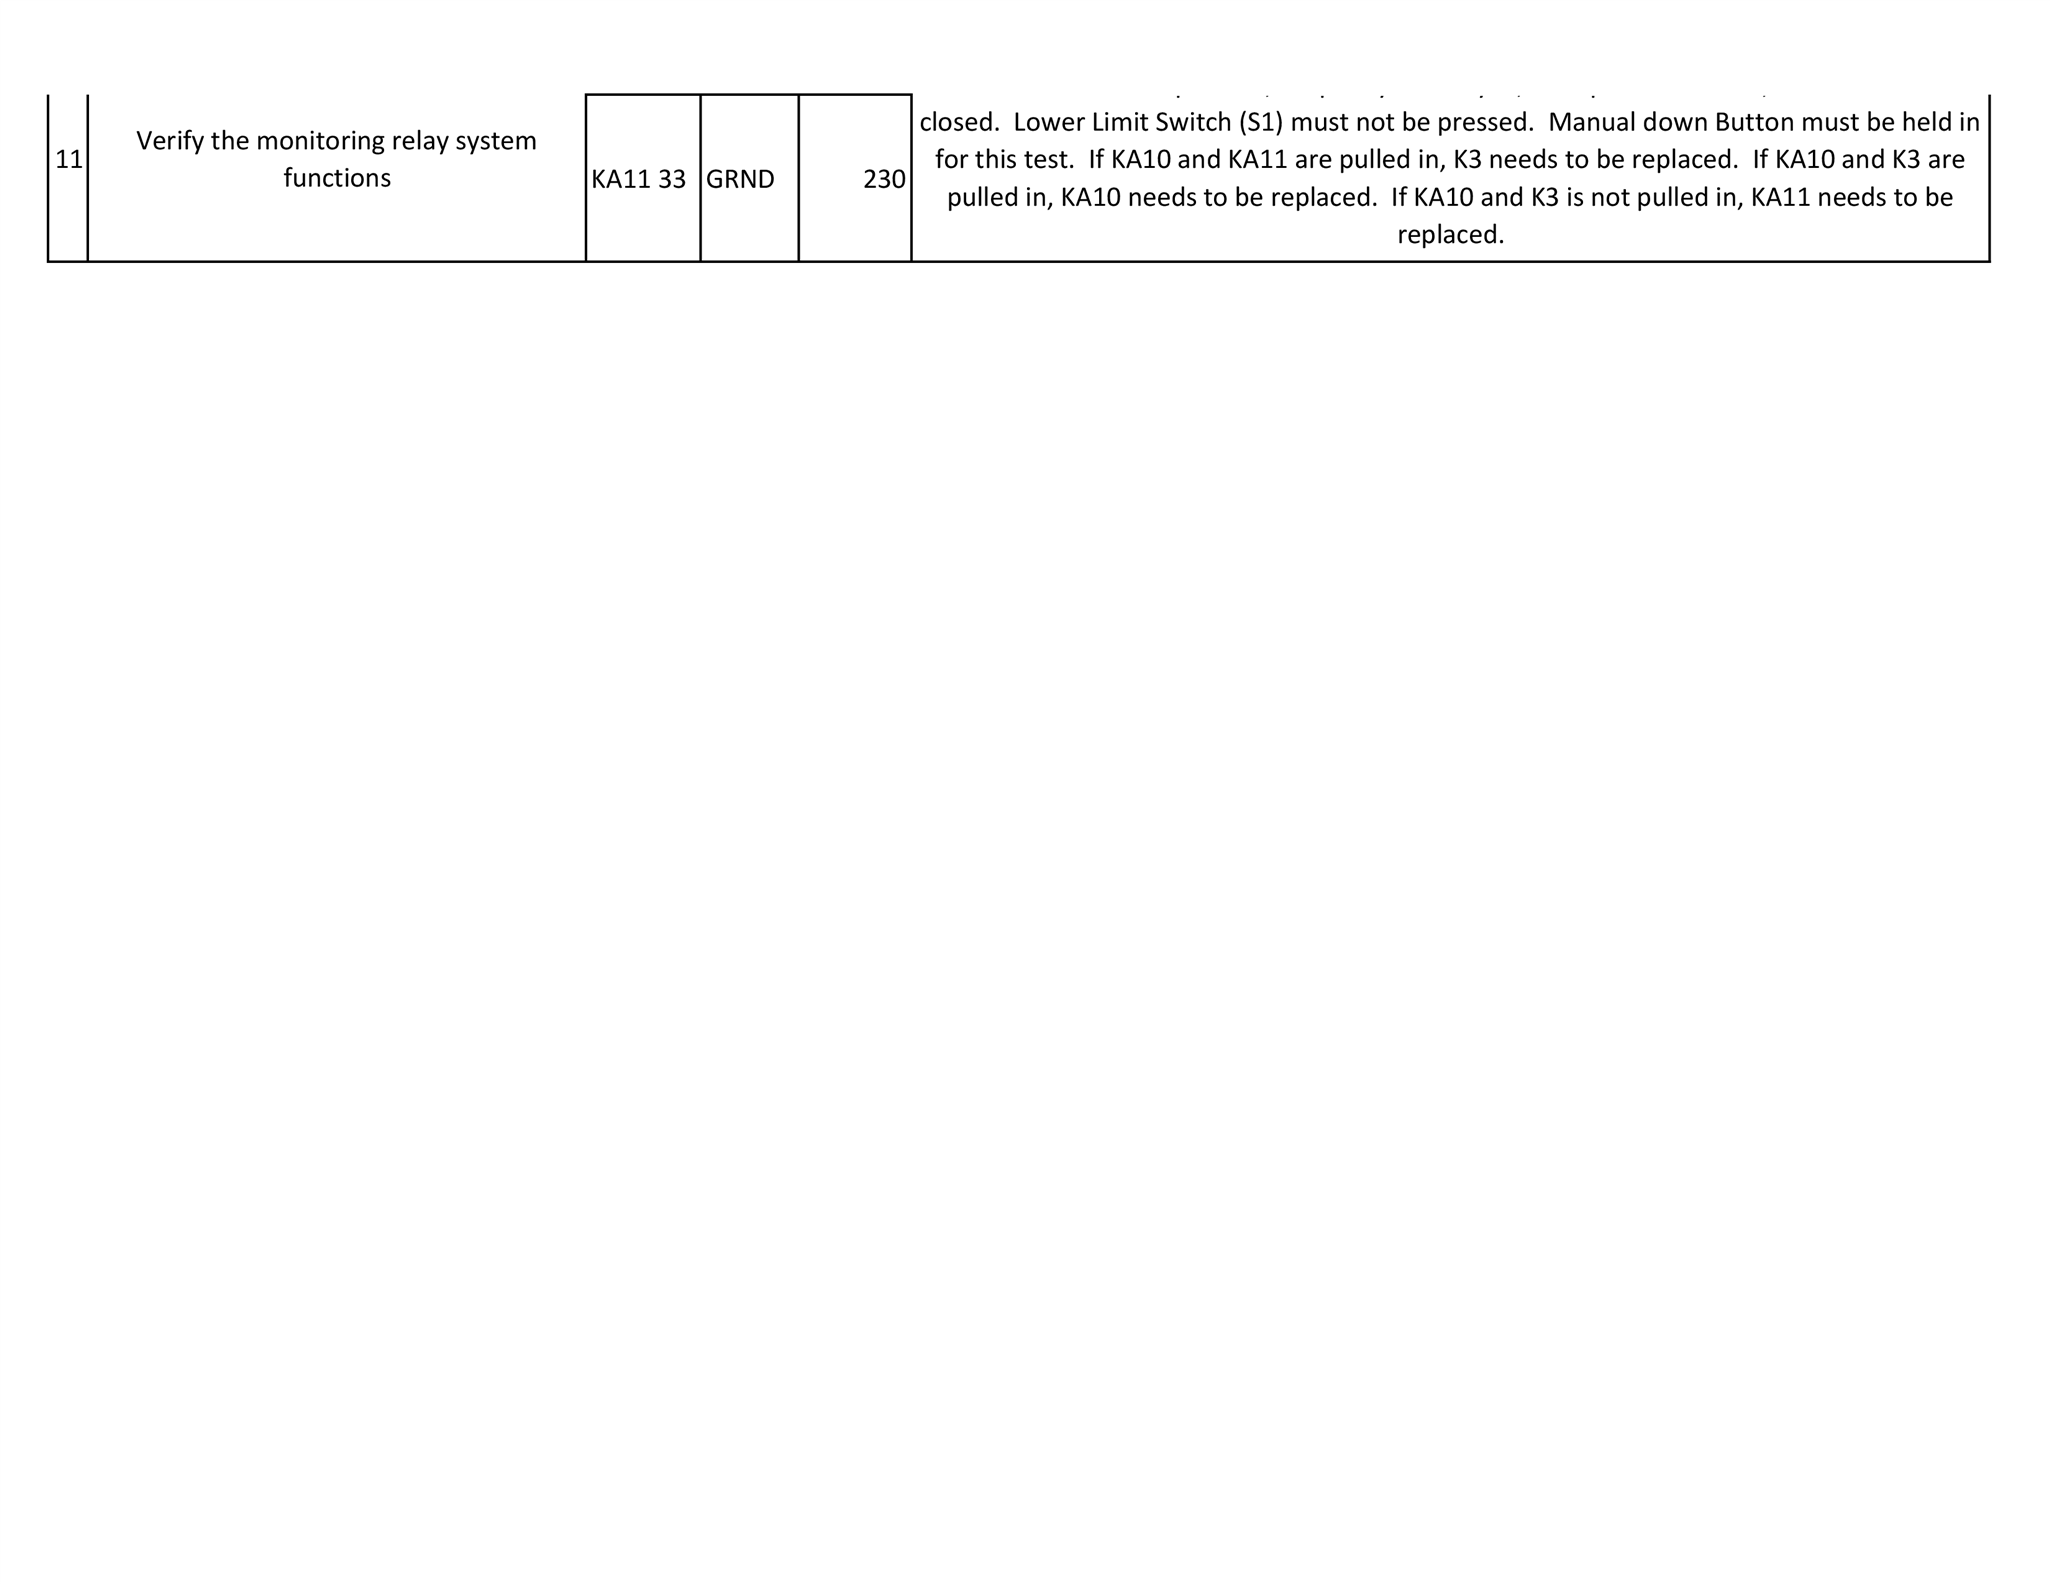 11
Verify the monitoring relay system
functions
KA11 33
GRND
230
closed.  Lower Limit Switch (S1) must not be pressed.  Manual down Button must be held in
for this test.  If KA10 and KA11 are pulled in, K3 needs to be replaced.  If KA10 and K3 are
pulled in, KA10 needs to be replaced.  If KA10 and K3 is not pulled in, KA11 needs to be
replaced.